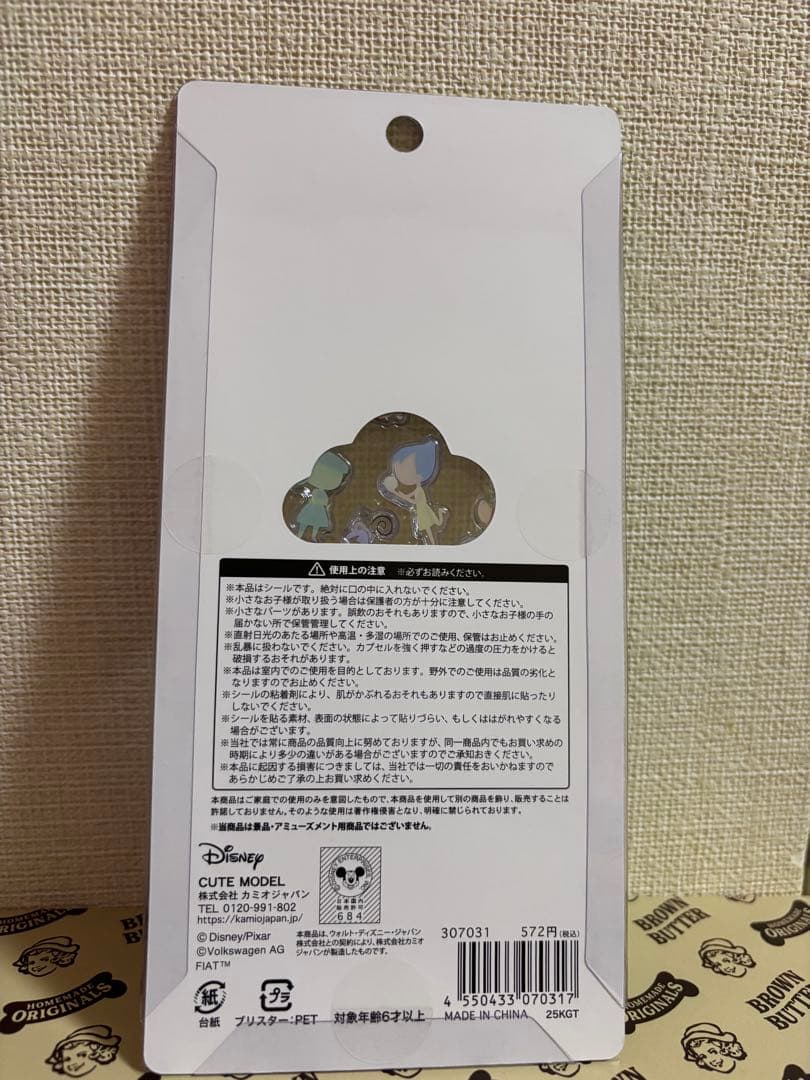 ⚠ 使用上の注意 ※必ずお読みください。
※本品はシールです。絶対に口の中に入れないでください。
※小さなお子様が取り扱う場合は保護者の方が十分に注意してください。
※小さなパーツがあります。誤飲のおそれもありますので、小さなお子様の手の
届かない所で保管管理してください。
※直射日光のあたる場所や高温・多湿の場所でのご使用、保管はお止めください。
※乱暴に扱わないでください。カプセルを強く押すなどの過度の圧力をかけると
破損するおそれがあります。
※本品は室内でのご使用を目的としております。野外でのご使用は品質の劣化と
なりますのでお止めください。
※シールの粘着剤により、肌がかぶれるおそれもありますので直接肌に貼ったり
しないでください。
※シールを貼る素材、表面の状態によって貼りづらい、もしくははがれやすくなる
場合がございます。
※当社では常に商品の品質向上に努めておりますが、同一商品内でもお買い求めの
時期により多少の違いがある場合がございますのでご承知おきください。
※本品に起因する損害につきましては、当社では一切の責任をおいかねますので
あらかじめご了承の上お買い求めください。
本商品はご家庭での使用のみを意図したもので、本商品を使用して別の商品を飾り、販売することは
許諾しておりません。そのような使用は著作権侵害となり、明確に禁じられております。
※当商品は景品・アミューズメント用商品ではございません。
Disney
CUTE MODEL
株式会社 カミオジャパン
TEL 0120-991-802
https://kamiojapan.jp/
©Disney/Pixar
©Volkswagen AG
FIAT™
©DISNEY ENTERPRISES, INC.
日本国内
販売許可
684
本商品は、ウォルト・ディズニー・ジャパン
株式会社との契約により、株式会社カミオ
ジャパンが製造したものです。
307031 572円(税込)
4 550433 070317
紙
台紙
プラ
ブリスター:PET
対象年齢6才以上
MADE IN CHINA 25KGT
HOMEMADE
ORIGINALS
BROWN
BUTTER
HOMEMADE
ORIGINALS
BROWN
BUTTER